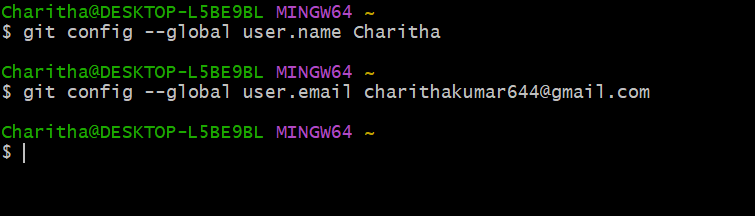 Charitha@DESKTOP-L5BE9BL MINGW64 ~
$ git config --global user.name Charitha
Charitha@DESKTOP-L5BE9BL MINGW64 ~
$ git config --global user.email charithakumar644@gmail.com
Charitha@DESKTOP-L5BE9BL MINGW64 ~
$